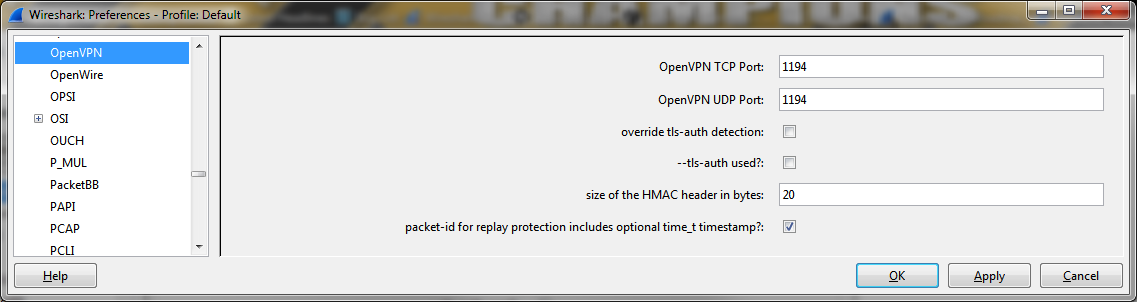 CHAMPIONS
Wireshark: Preferences - Profile: Default
OpenVPN
OpenWire
OPSI
OSI
OUCH
P_MUL
PacketBB
PAPI
PCAP
PCLI
OpenVPN TCP Port: 1194
OpenVPN UDP Port: 1194
override tls-auth detection:
--tls-auth used?:
size of the HMAC header in bytes: 20
packet-id for replay protection includes optional time_t timestamp?:
Help
OK
Apply
Cancel